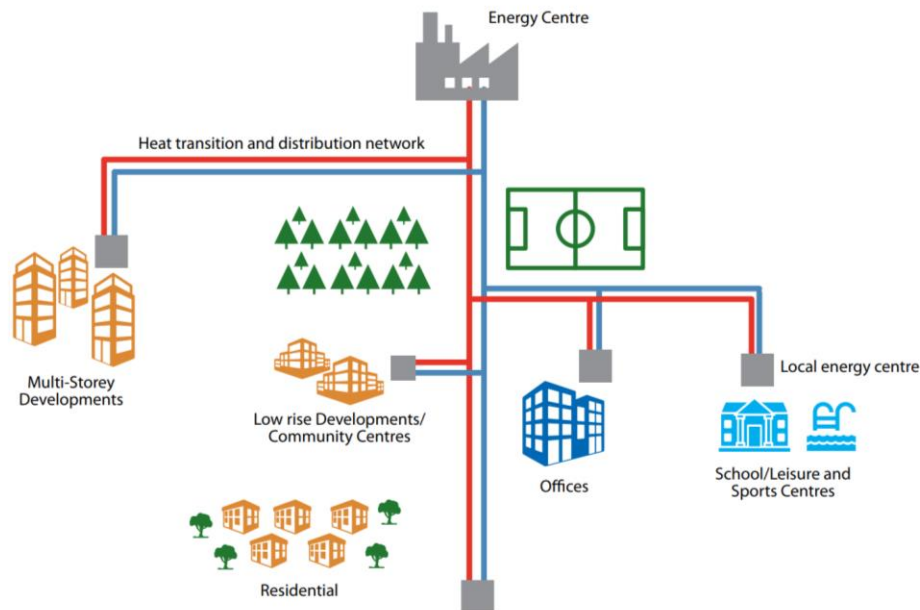 Energy Centre
Heat transition and distribution network
Multi-Storey
Developments
Low rise Developments/
Community Centres
Local energy centre
Offices
School/Leisure and
Sports Centres
Residential